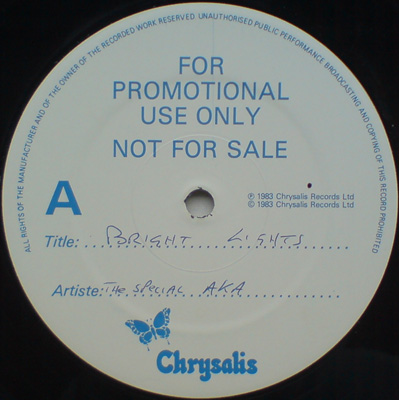 ALL RIGHTS OF THE MANUFACTURER AND OF THE OWNER OF THE RECORDED WORK RESERVED. UNAUTHORISED PUBLIC PERFORMANCE BROADCASTING AND COPYING OF THIS RECORD PROHIBITED
FOR
PROMOTIONAL
USE ONLY
NOT FOR SALE
A
℗ 1983 Chrysalis Records Ltd
© 1983 Chrysalis Records Ltd
Title: BRIGHT LIGHTS
Artiste: THE SPECIAL AKA
Chrysalis